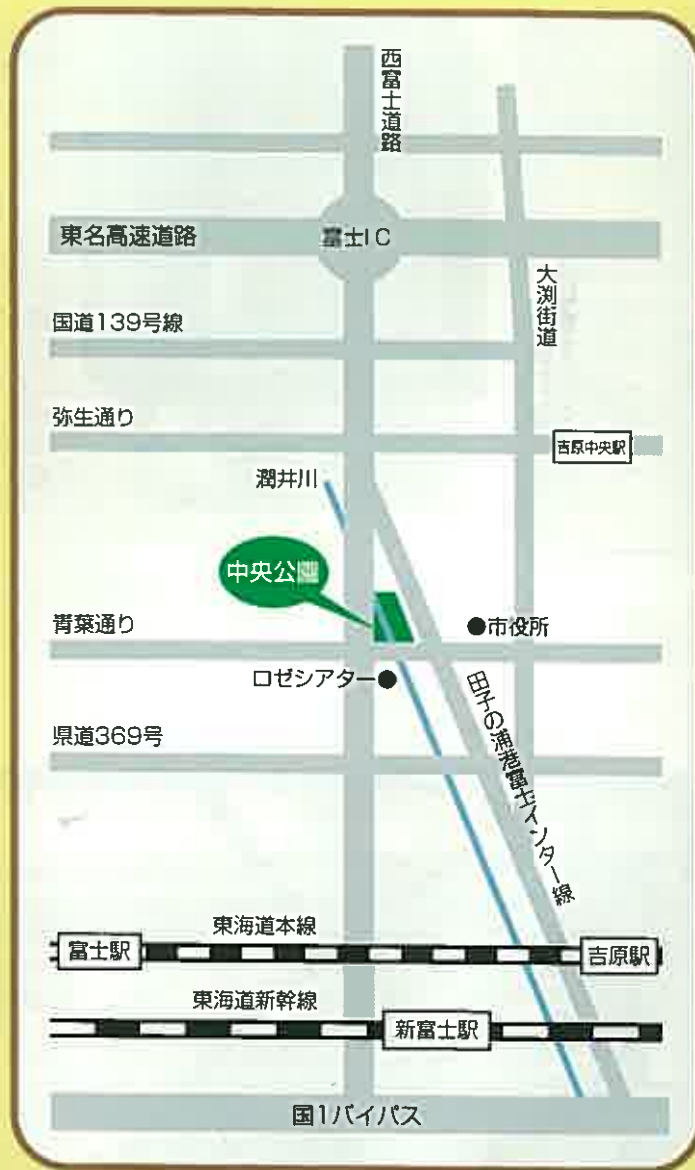 西富士道路
東名高速道路
富士IC
大渕街道
国道139号線
弥生通り
吉原中央駅
潤井川
中央公園
青葉通り
市役所
ロゼシアター
田子の浦港富士インター線
県道369号
東海道本線
富士駅
吉原駅
東海道新幹線
新富士駅
国1バイパス